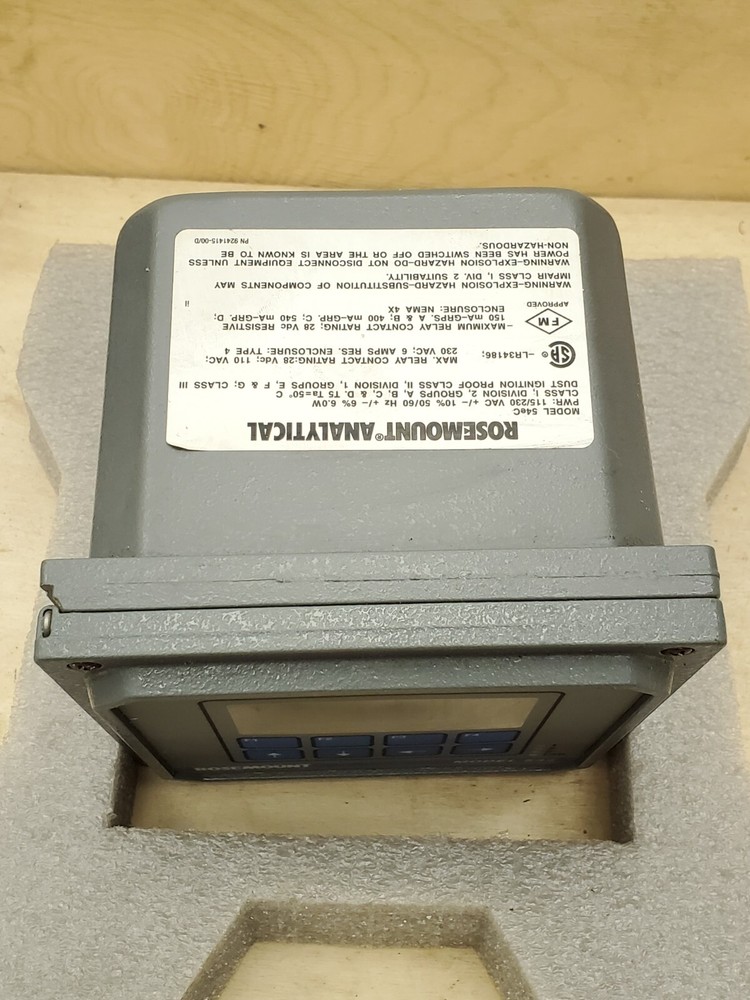 ROSEMOUNT® ANALYTICAL
MODEL 54eC
PWR: 115/230 VAC +/- 10% 50/60 Hz +/- 6% 6.0W
CLASS I, DIVISION 2, GROUPS A, B, C, & D. T5 Ta=50° C
DUST IGNITION PROOF CLASS II, DIVISION 1, GROUPS E, F & G; CLASS III
SA ® -LR34186; MAX. RELAY CONTACT RATING:28 Vdc; 110 VAC;
230 VAC; 6 AMPS RES. ENCLOSURE: TYPE 4
FM
APPROVED
-MAXIMUM RELAY CONTACT RATING: 28 Vdc RESISTIVE
150 mA-GRPS. A & B; 400 mA-GRP. C; 540 mA-GRP. D;
ENCLOSURE: NEMA 4X
ii
WARNING-EXPLOSION HAZARD-SUBSTITUTION OF COMPONENTS MAY
IMPAIR CLASS I, DIV. 2 SUITABILITY.
WARNING-EXPLOSION HAZARD-DO NOT DISCONNECT EQUIPMENT UNLESS
POWER HAS BEEN SWITCHED OFF OR THE AREA IS KNOWN TO BE
NON-HAZARDOUS.
PN 9241415-00/D
ROSEMOUNT
MODEL